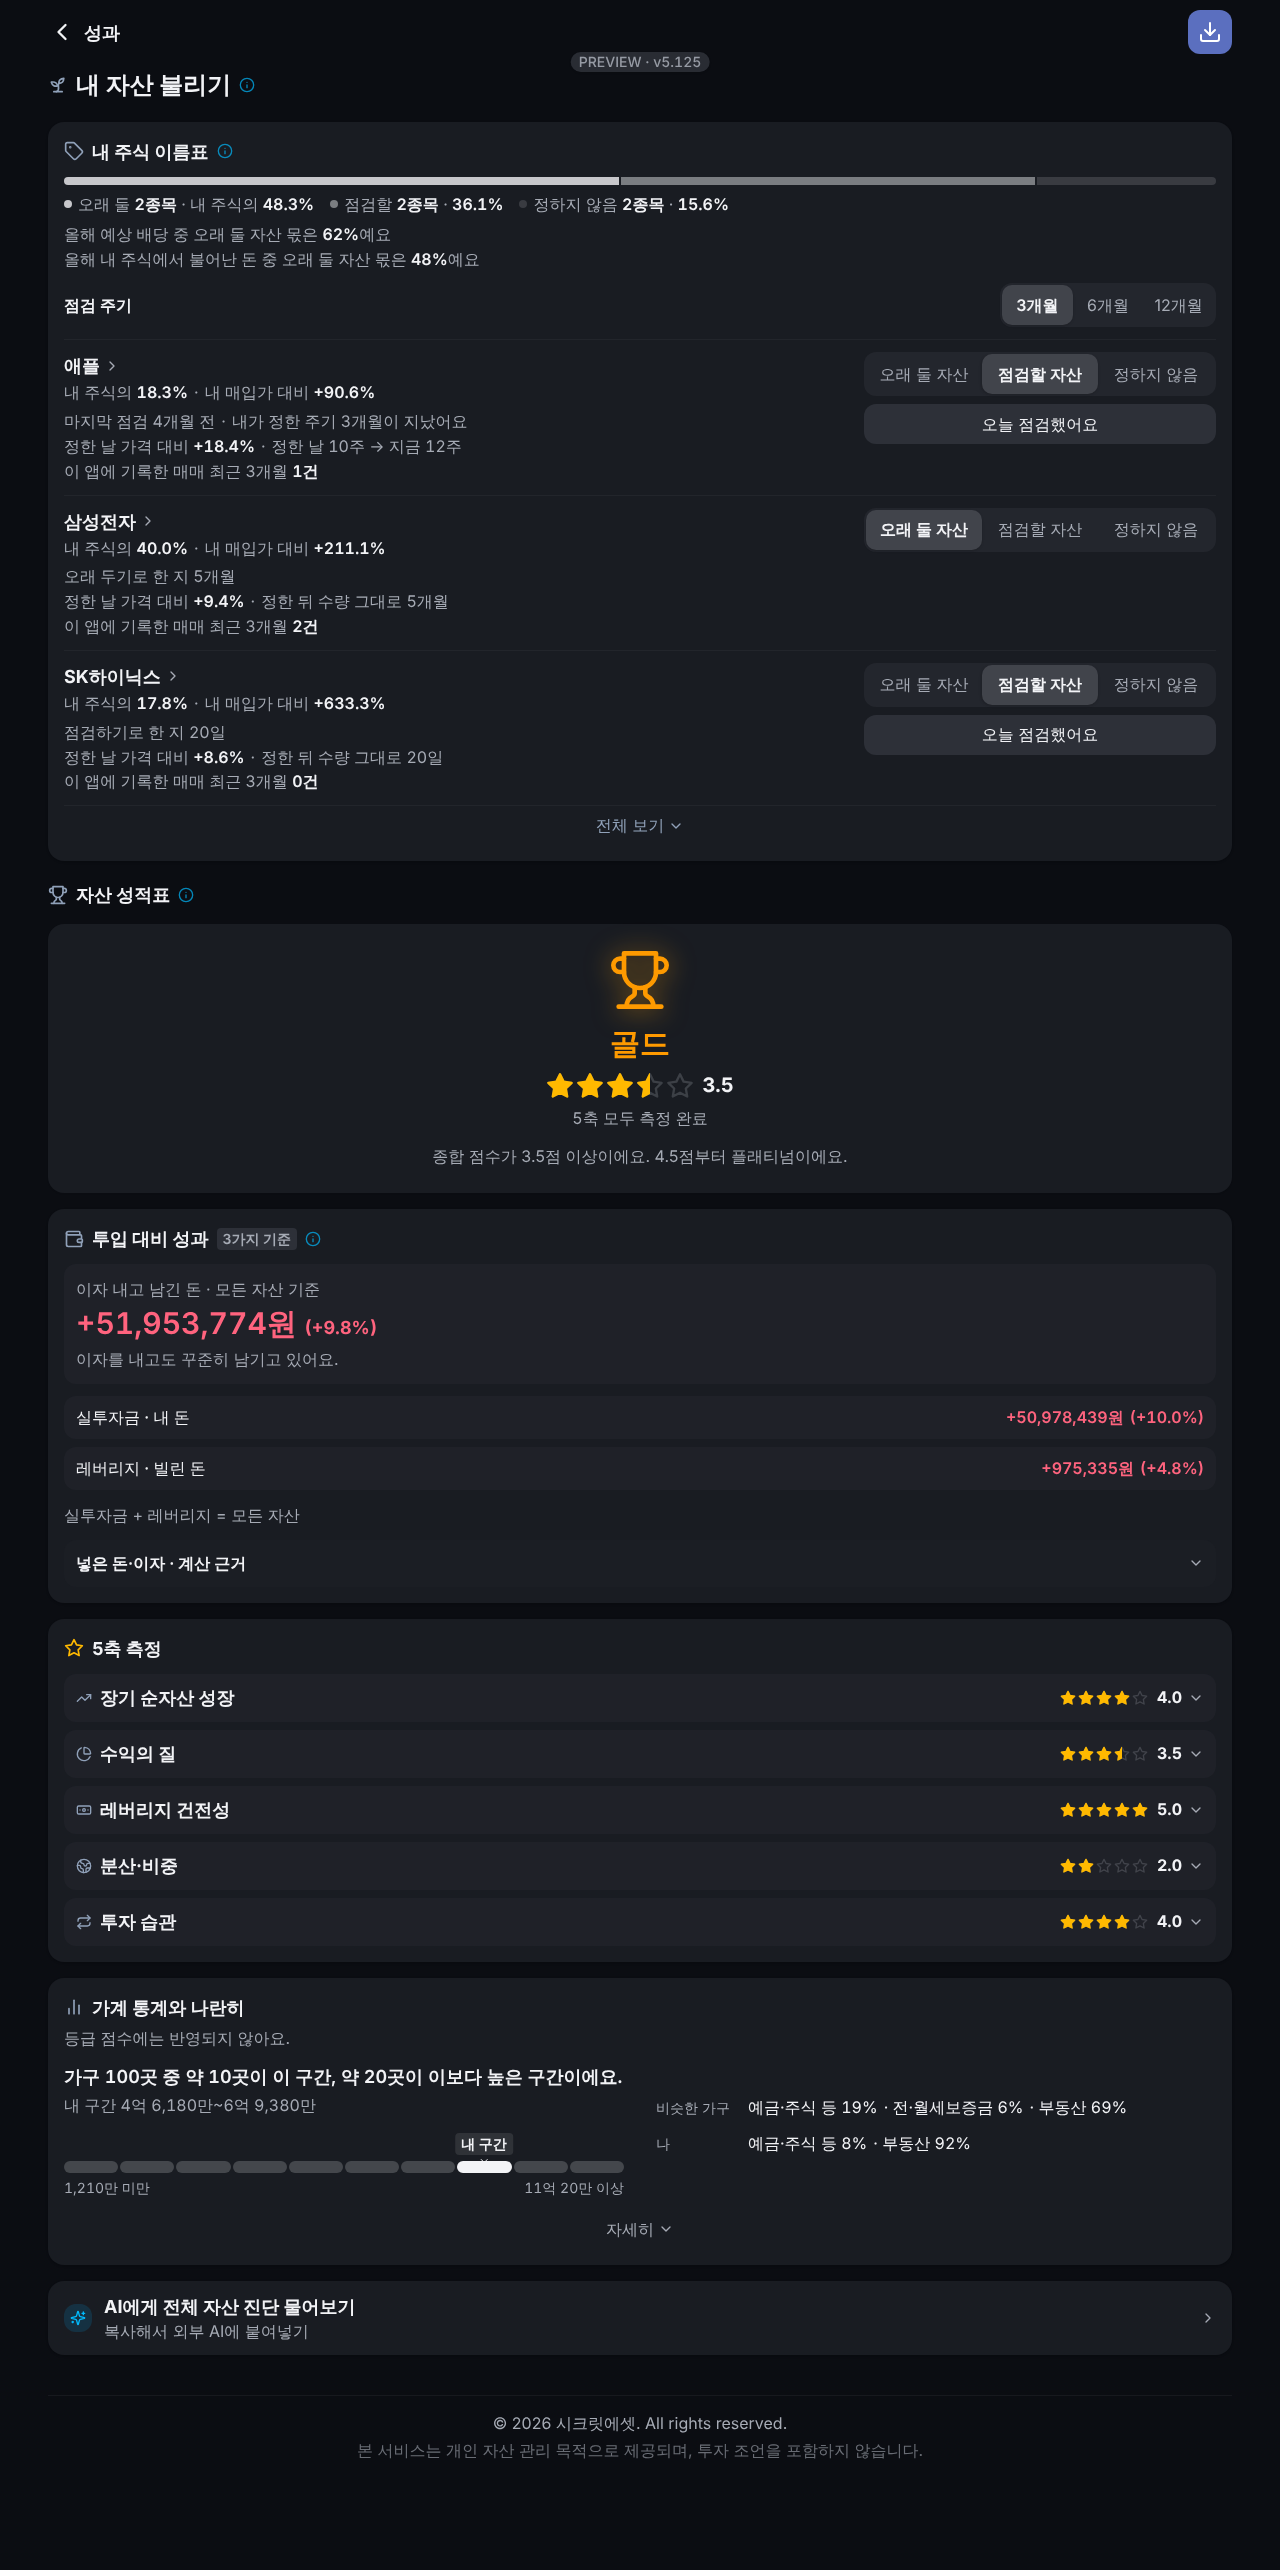 성과
PREVIEW · v5.125
내 자산 불리기
내 주식 이름표
오래 둘 2종목 · 내 주식의 48.3% 점검할 2종목 · 36.1% 정하지 않음 2종목 · 15.6%
올해 예상 배당 중 오래 둘 자산 몫은 62%예요
올해 내 주식에서 불어난 돈 중 오래 둘 자산 몫은 48%예요
점검 주기 3개월 6개월 12개월
애플
내 주식의 18.3% · 내 매입가 대비 +90.6%
오래 둘 자산 점검할 자산 정하지 않음
오늘 점검했어요
마지막 점검 4개월 전 · 내가 정한 주기 3개월이 지났어요
정한 날 가격 대비 +18.4% · 정한 날 10주 → 지금 12주
이 앱에 기록한 매매 최근 3개월 1건
삼성전자
내 주식의 40.0% · 내 매입가 대비 +211.1%
오래 둘 자산 점검할 자산 정하지 않음
오래 두기로 한 지 5개월
정한 날 가격 대비 +9.4% · 정한 뒤 수량 그대로 5개월
이 앱에 기록한 매매 최근 3개월 2건
SK하이닉스
내 주식의 17.8% · 내 매입가 대비 +633.3%
오래 둘 자산 점검할 자산 정하지 않음
오늘 점검했어요
점검하기로 한 지 20일
정한 날 가격 대비 +8.6% · 정한 뒤 수량 그대로 20일
이 앱에 기록한 매매 최근 3개월 0건
전체 보기
자산 성적표
골드
3.5
5축 모두 측정 완료
종합 점수가 3.5점 이상이에요. 4.5점부터 플래티넘이에요.
투입 대비 성과 3가지 기준
이자 내고 남긴 돈 · 모든 자산 기준
+51,953,774원 (+9.8%)
이자를 내고도 꾸준히 남기고 있어요.
실투자금 · 내 돈 +50,978,439원 (+10.0%)
레버리지 · 빌린 돈 +975,335원 (+4.8%)
실투자금 + 레버리지 = 모든 자산
넣은 돈·이자 · 계산 근거
5축 측정
장기 순자산 성장 4.0
수익의 질 3.5
레버리지 건전성 5.0
분산·비중 2.0
투자 습관 4.0
가계 통계와 나란히
등급 점수에는 반영되지 않아요.
가구 100곳 중 약 10곳이 이 구간, 약 20곳이 이보다 높은 구간이에요.
내 구간 4억 6,180만~6억 9,380만
내 구간
1,210만 미만 11억 20만 이상
비슷한 가구 예금·주식 등 19% · 전·월세보증금 6% · 부동산 69%
나 예금·주식 등 8% · 부동산 92%
자세히
AI에게 전체 자산 진단 물어보기
복사해서 외부 AI에 붙여넣기
© 2026 시크릿에셋. All rights reserved.
본 서비스는 개인 자산 관리 목적으로 제공되며, 투자 조언을 포함하지 않습니다.